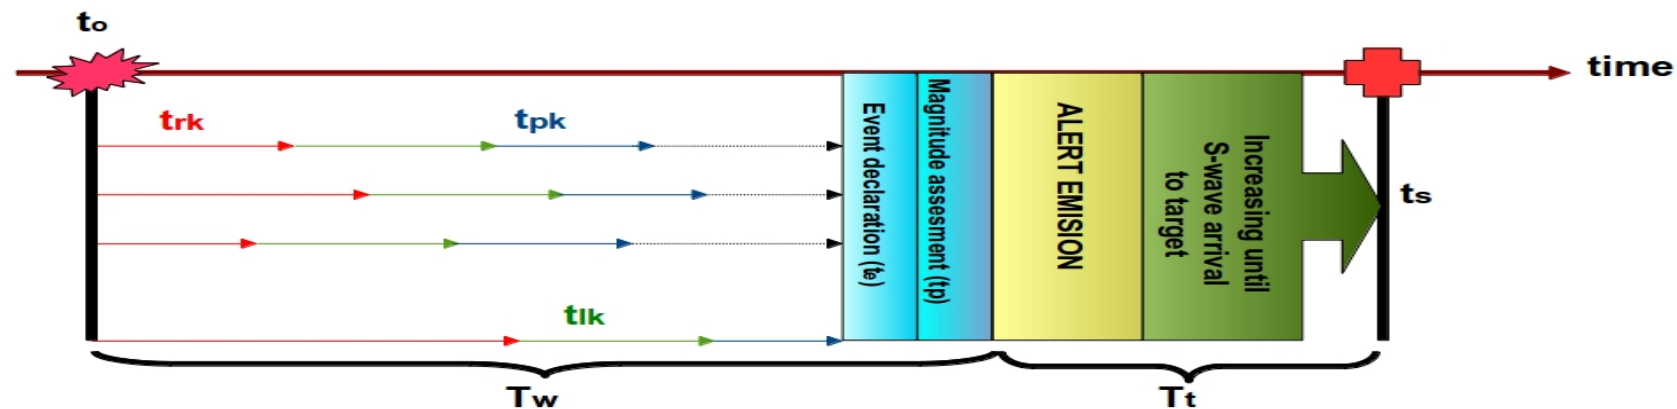 to
time
trk
tpk
Event declaration (te)
Magnitude assesment (tp)
ALERT EMISION
Increasing until
S-wave arrival
to target
ts
tlk
Tw
Tt